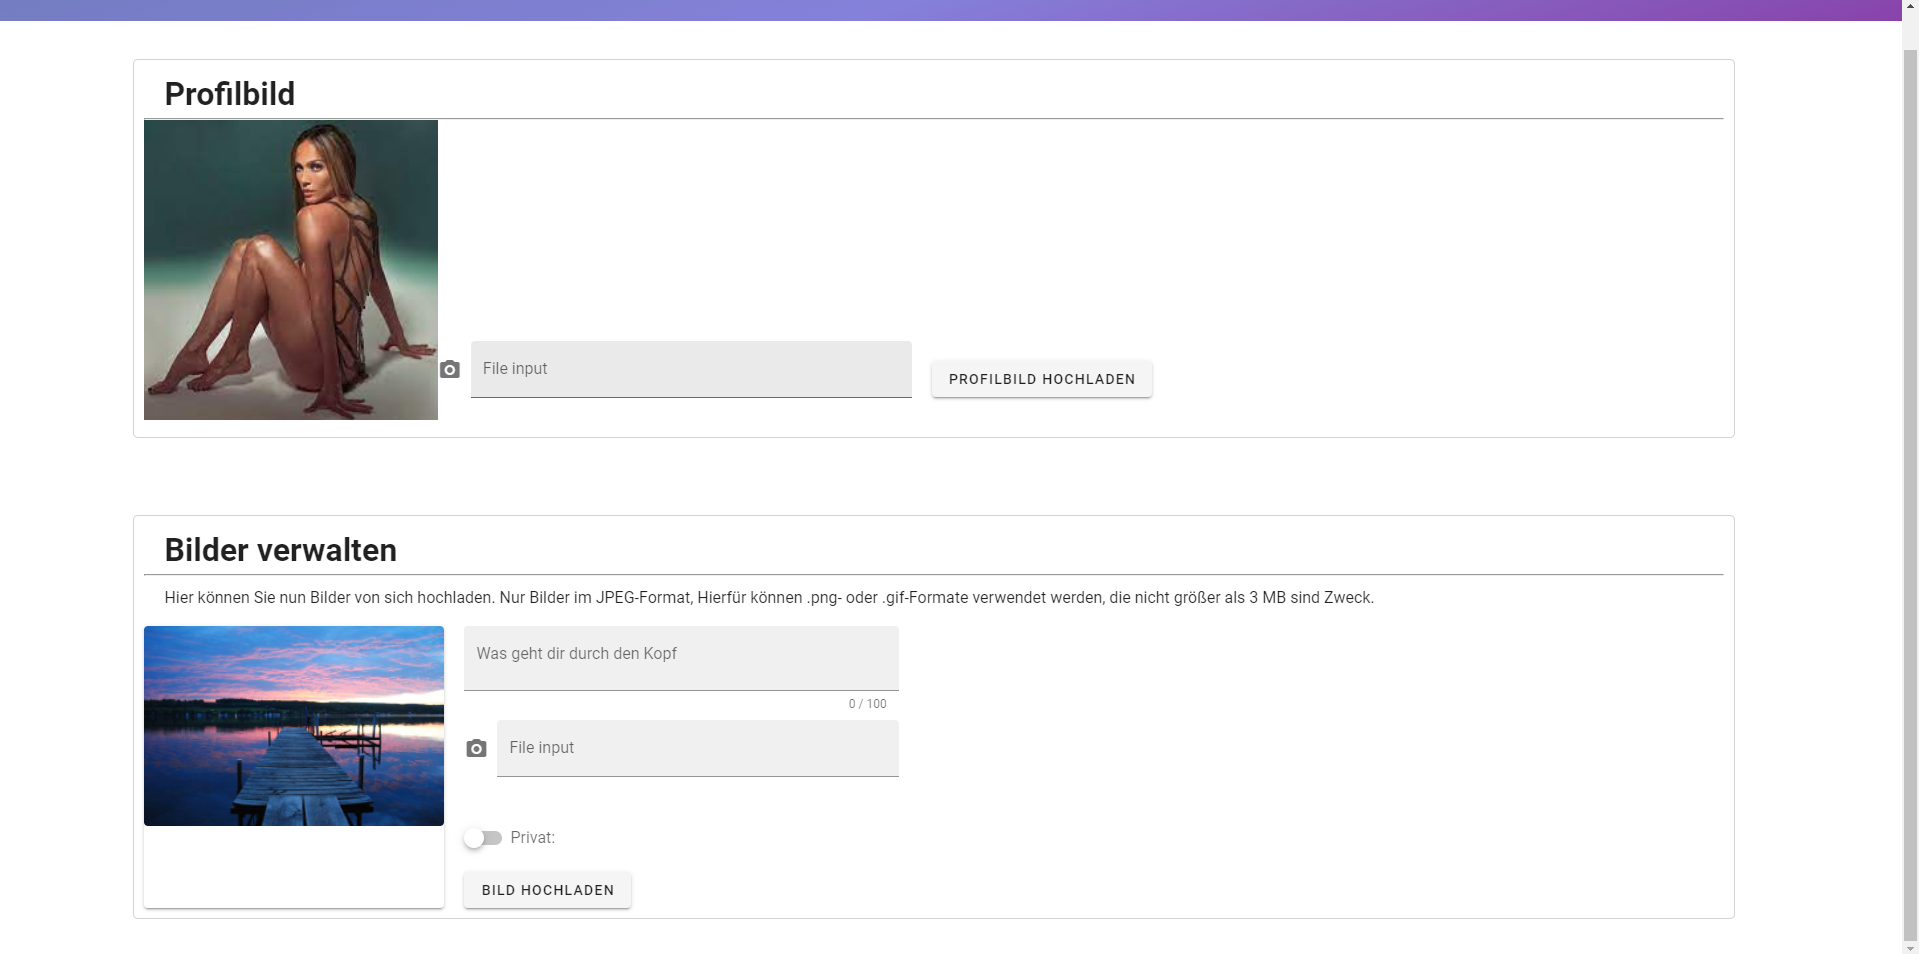 Profilbild
File input
PROFILBILD HOCHLADEN
Bilder verwalten
Hier können Sie nun Bilder von sich hochladen. Nur Bilder im JPEG-Format, Hierfür können .png- oder .gif-Formate verwendet werden, die nicht größer als 3 MB sind Zweck.
Was geht dir durch den Kopf
0 / 100
File input
Privat:
BILD HOCHLADEN